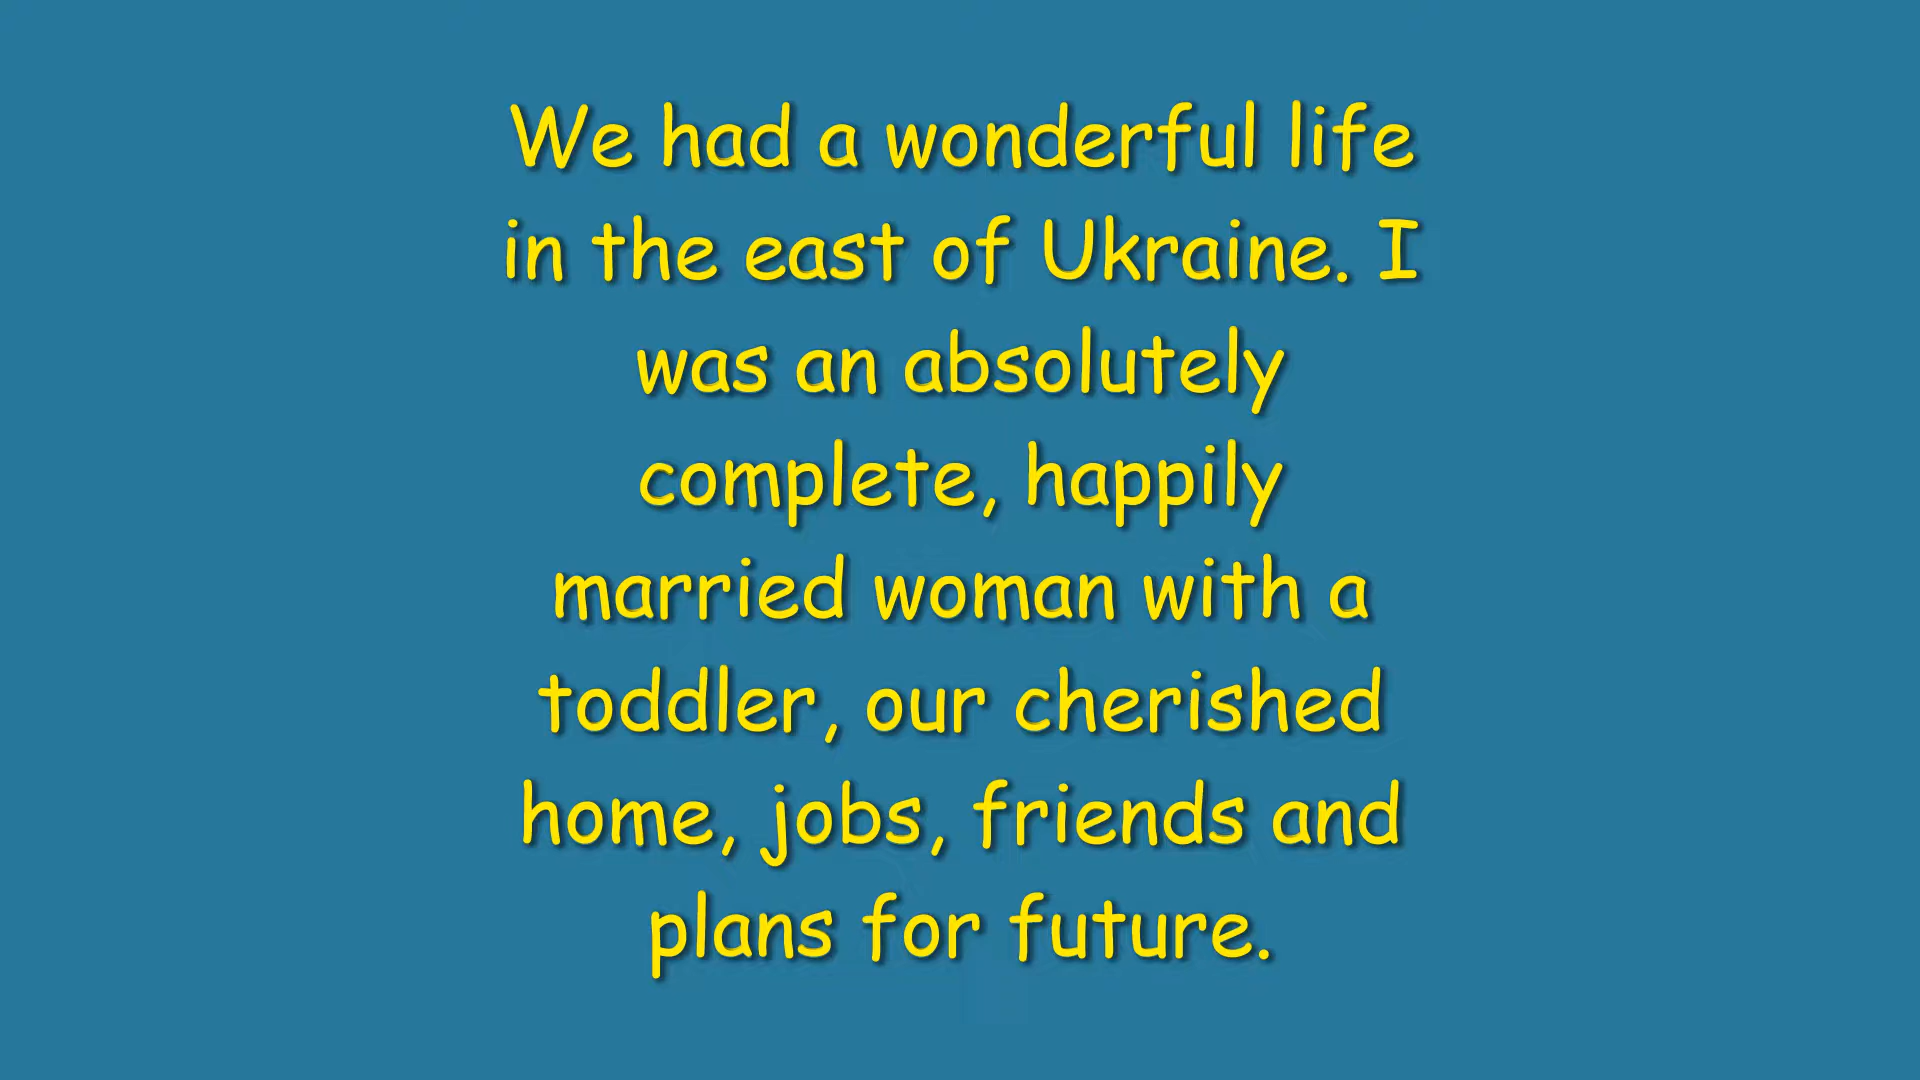 We had a wonderful life
in the east of Ukraine. I
was an absolutely
complete, happily
married woman with a
toddler, our cherished
home, jobs, friends and
plans for future.